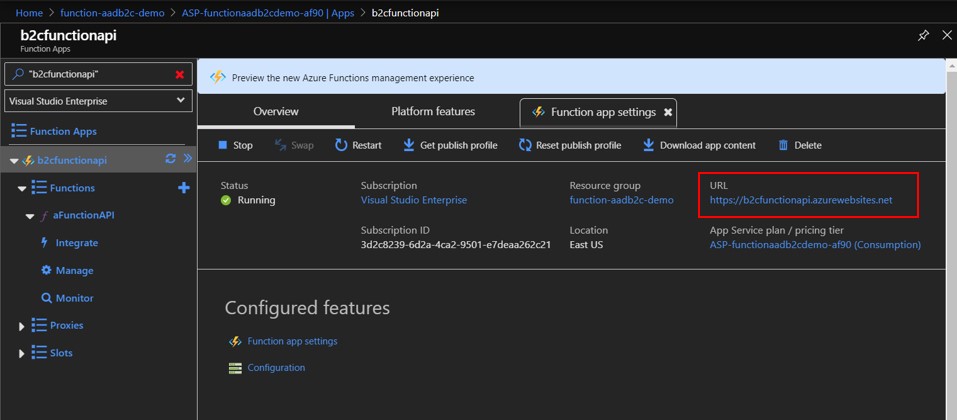 Home > function-aadb2c-demo > ASP-functionaadb2cdemo-af90 | Apps > b2cfunctionapi
b2cfunctionapi
Function Apps
"b2cfunctionapi"
Visual Studio Enterprise
Function Apps
b2cfunctionapi
Functions
aFunctionAPI
Integrate
Manage
Monitor
Proxies
Slots
Preview the new Azure Functions management experience
Overview Platform features Function app settings
Stop Swap Restart Get publish profile Reset publish profile Download app content Delete
Status Subscription Resource group URL
Running Visual Studio Enterprise function-aadb2c-demo https://b2cfunctionapi.azurewebsites.net
Subscription ID Location App Service plan / pricing tier
3d2c8239-6d2a-4ca2-9501-e7deaa262c21 East US ASP-functionaadb2cdemo-af90 (Consumption)
Configured features
Function app settings
Configuration